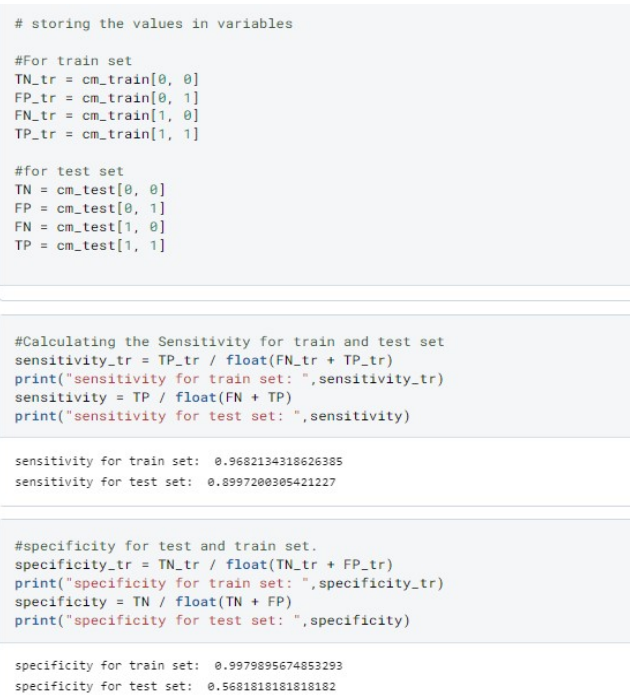 # storing the values in variables
#For train set
TN_tr = cm_train[0, 0]
FP_tr = cm_train[0, 1]
FN_tr = cm_train[1, 0]
TP_tr = cm_train[1, 1]
#for test set
TN = cm_test[0, 0]
FP = cm_test[0, 1]
FN = cm_test[1, 0]
TP = cm_test[1, 1]
#Calculating the Sensitivity for train and test set
sensitivity_tr = TP_tr / float(FN_tr + TP_tr)
print("sensitivity for train set: ",sensitivity_tr)
sensitivity = TP / float(FN + TP)
print("sensitivity for test set: ",sensitivity)
sensitivity for train set:  0.9682134318626385
sensitivity for test set:  0.8997200305421227
#specificity for test and train set.
specificity_tr = TN_tr / float(TN_tr + FP_tr)
print("specificity for train set: ",specificity_tr)
specificity = TN / float(TN + FP)
print("specificity for test set: ",specificity)
specificity for train set:  0.9979895674853293
specificity for test set:  0.5681818181818182